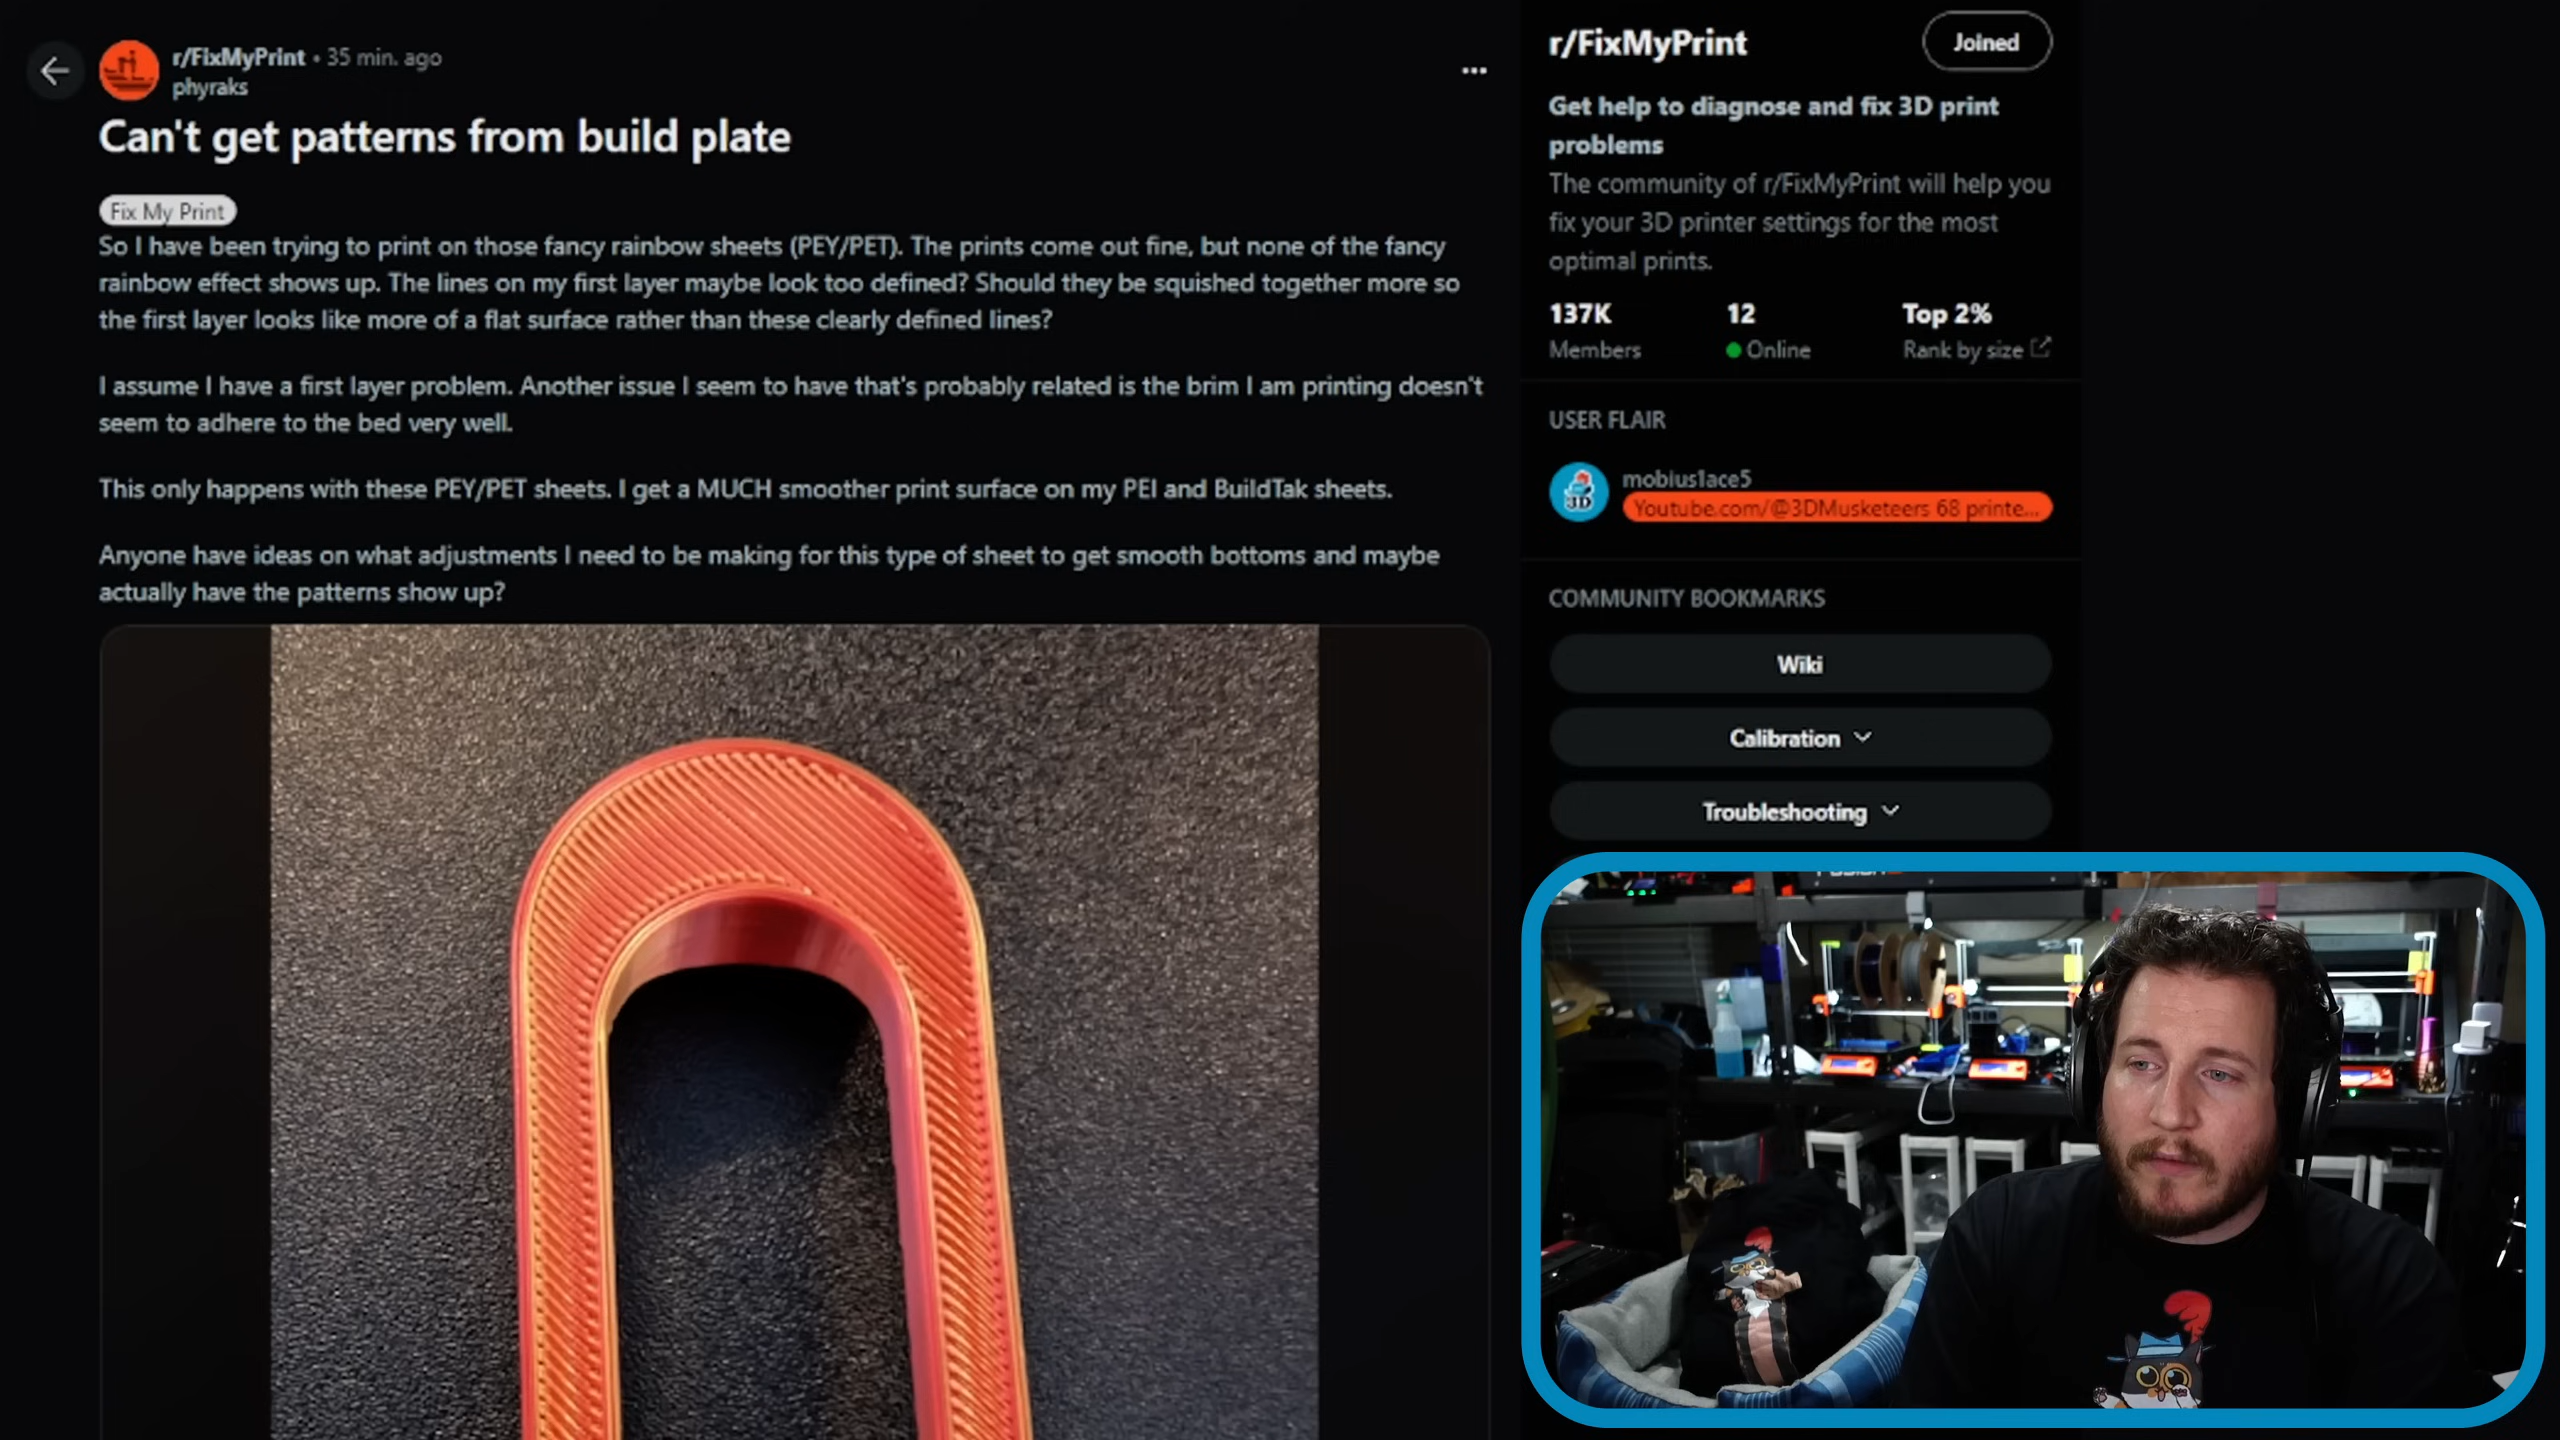 r/FixMyPrint • 35 min. ago
phyraks
Can't get patterns from build plate
Fix My Print
So I have been trying to print on those fancy rainbow sheets (PEY/PET). The prints come out fine, but none of the fancy
rainbow effect shows up. The lines on my first layer maybe look too defined? Should they be squished together more so
the first layer looks like more of a flat surface rather than these clearly defined lines?
I assume I have a first layer problem. Another issue I seem to have that's probably related is the brim I am printing doesn't
seem to adhere to the bed very well.
This only happens with these PEY/PET sheets. I get a MUCH smoother print surface on my PEI and BuildTak sheets.
Anyone have ideas on what adjustments I need to be making for this type of sheet to get smooth bottoms and maybe
actually have the patterns show up?
r/FixMyPrint
Joined
Get help to diagnose and fix 3D print
problems
The community of r/FixMyPrint will help you
fix your 3D printer settings for the most
optimal prints.
137K 12 Top 2%
Members Online Rank by size
USER FLAIR
3D
mobius1ace5
Youtube.com/@3DMusketeers 68 printe...
COMMUNITY BOOKMARKS
Wiki
Calibration
Troubleshooting